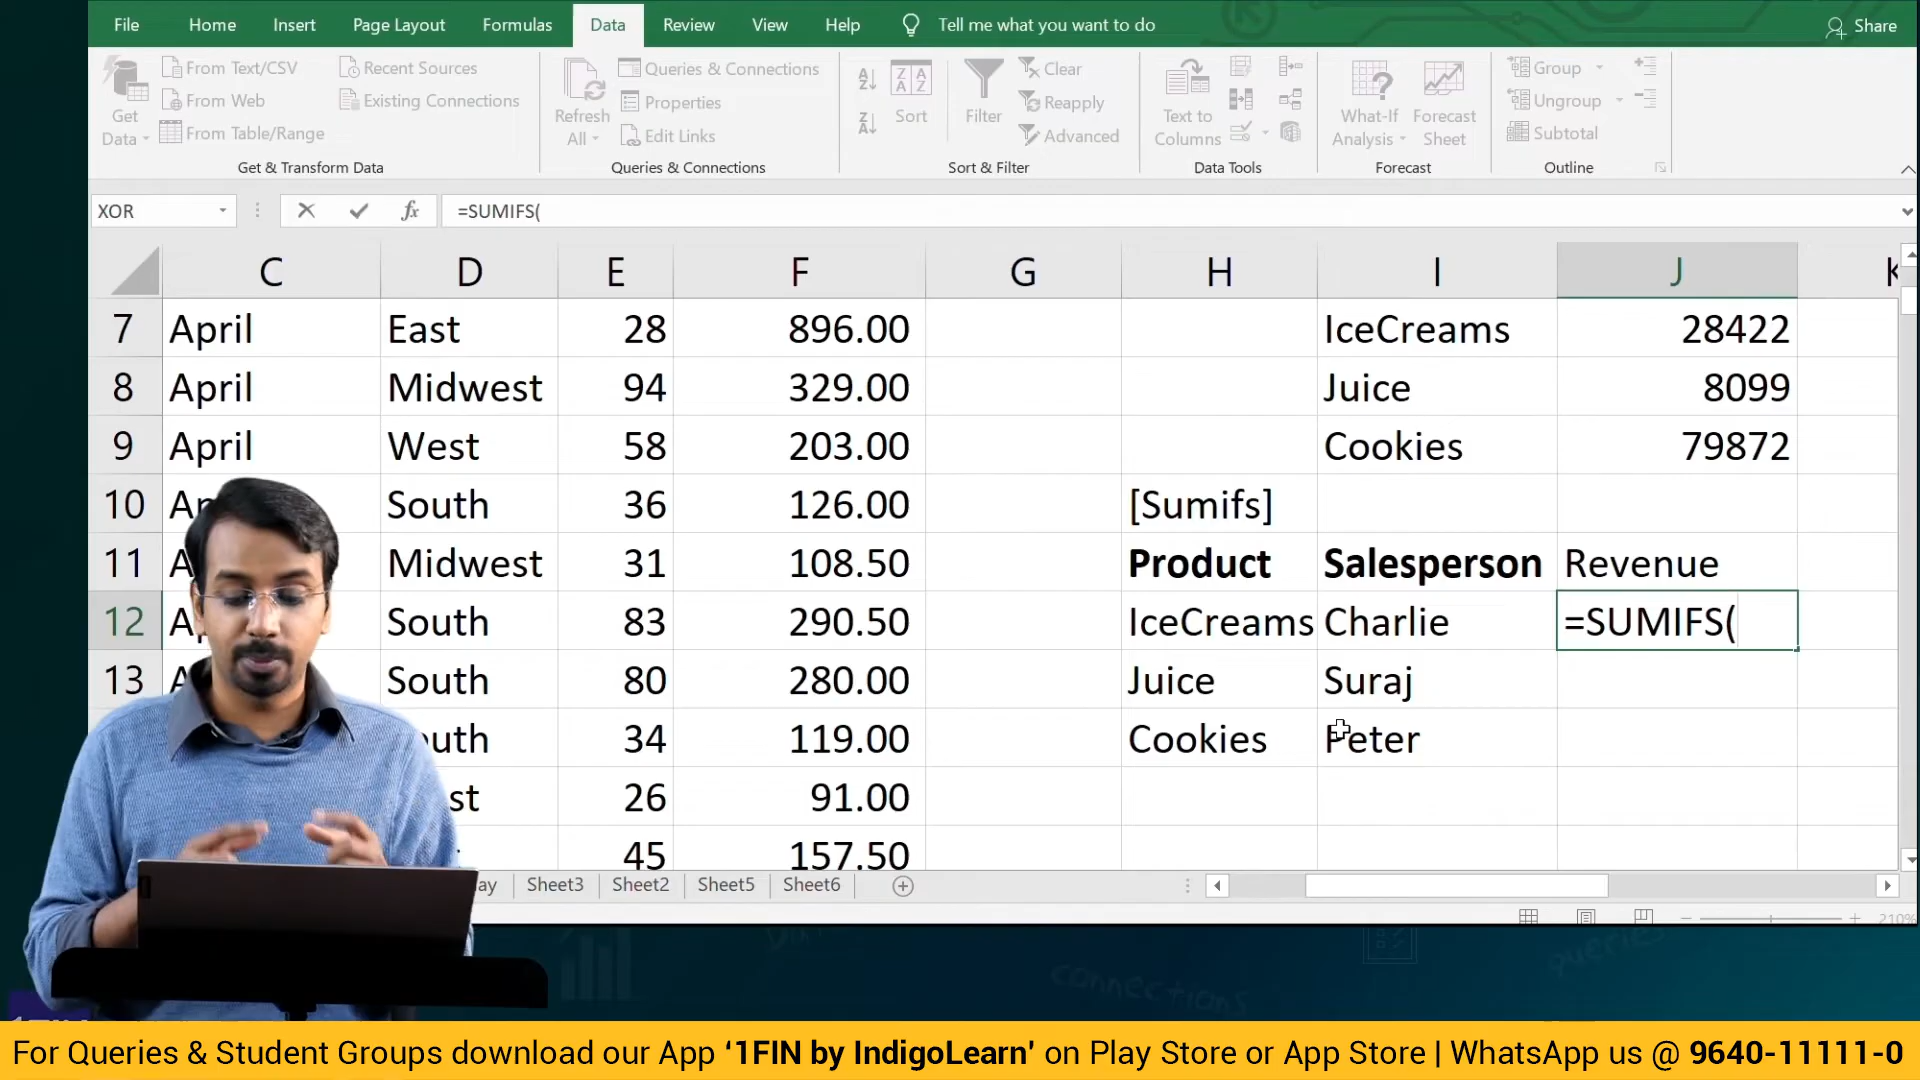 File Home Insert Page Layout Formulas Data Review View Help Tell me what you want to do Share
Get Data From Text/CSV From Web From Table/Range Recent Sources Existing Connections
Refresh All Queries & Connections Properties Edit Links
Sort Filter Clear Reapply Advanced
Text to Columns What-If Analysis Forecast Sheet Group Ungroup Subtotal
Get & Transform Data Queries & Connections Sort & Filter Data Tools Forecast Outline
XOR fx =SUMIFS(
C D E F G H I J K
7 April East 28 896.00 IceCreams 28422
8 April Midwest 94 329.00 Juice 8099
9 April West 58 203.00 Cookies 79872
10 South 36 126.00 [Sumifs]
11 Midwest 31 108.50 Product Salesperson Revenue
12 South 83 290.50 IceCreams Charlie =SUMIFS(
13 South 80 280.00 Juice Suraj
34 119.00 Cookies Peter
26 91.00
45 157.50
Sheet3 Sheet2 Sheet5 Sheet6
210%
connections queries
For Queries & Student Groups download our App ‘1FIN by IndigoLearn' on Play Store or App Store | WhatsApp us @ 9640-11111-0